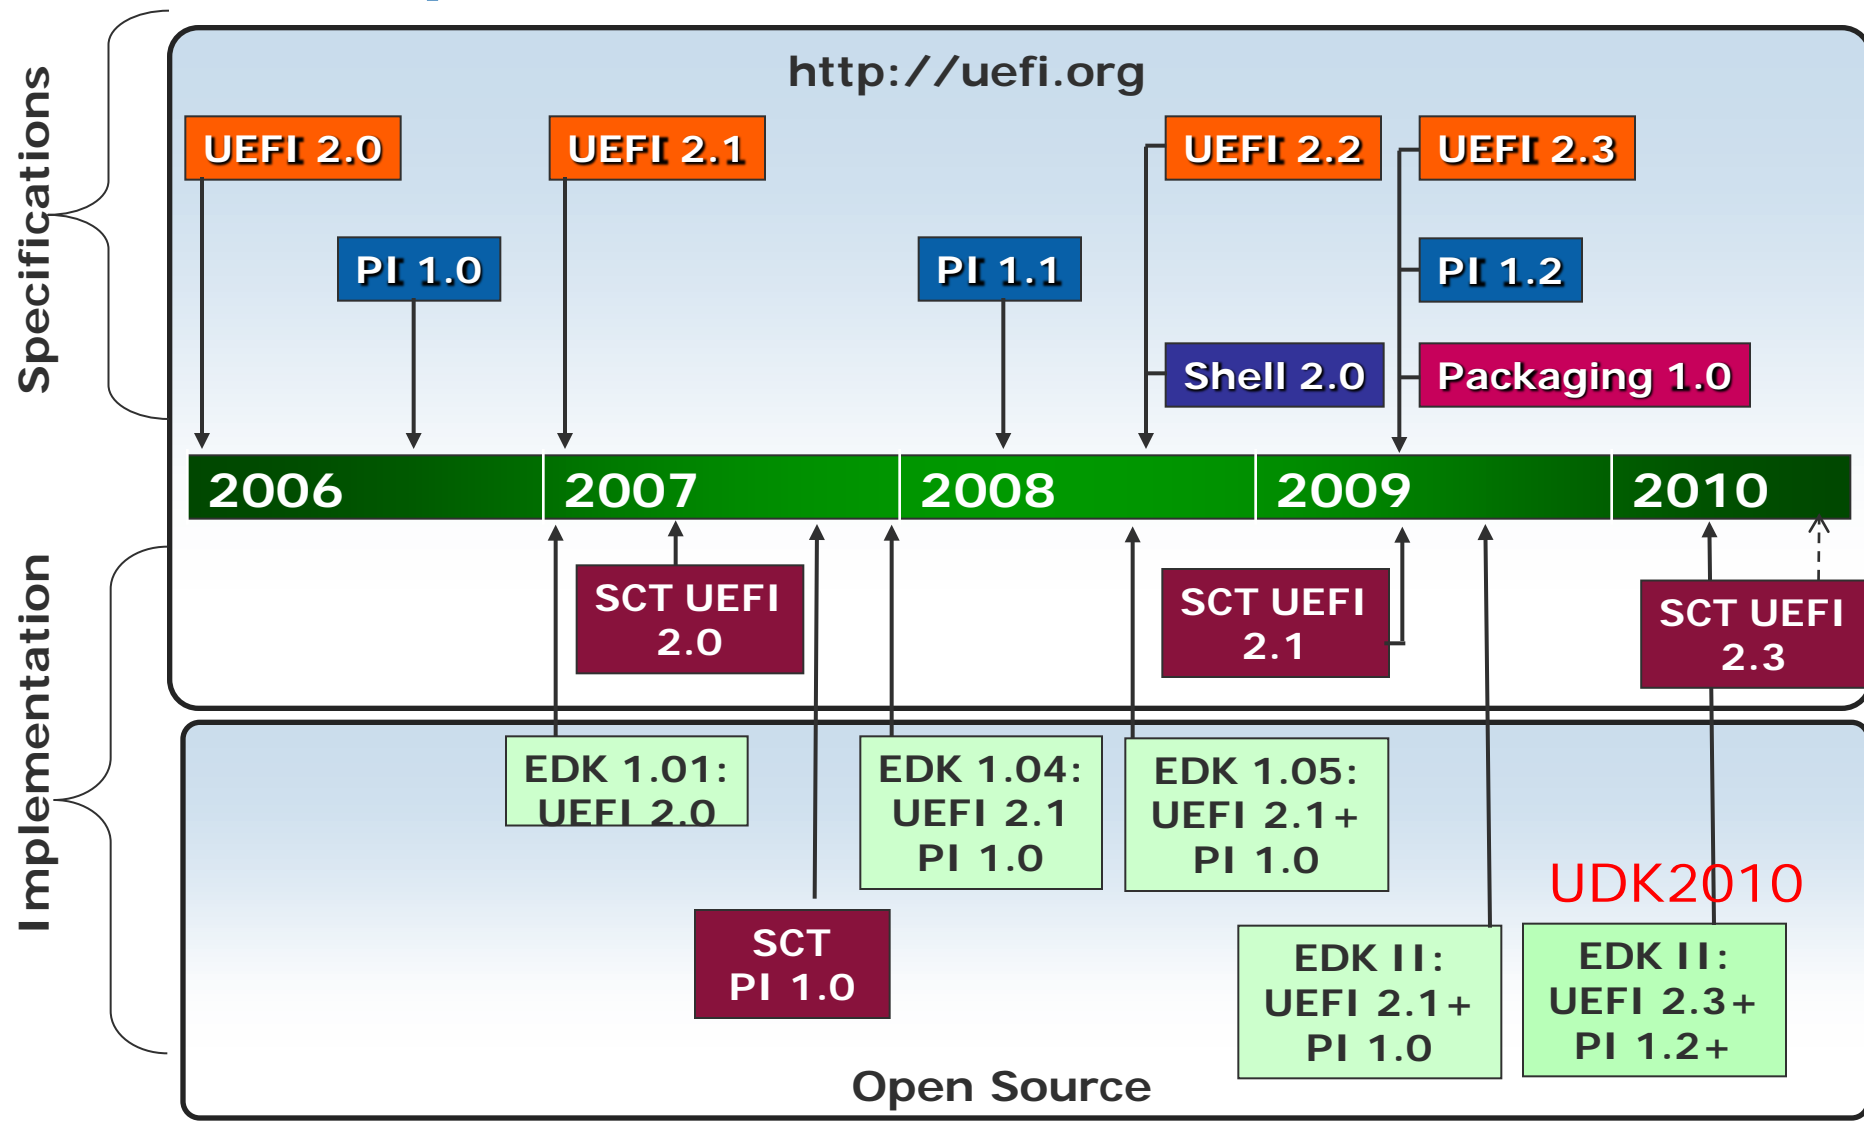 http://uefi.org
Specifications
UEFI 2.0
UEFI 2.1
UEFI 2.2
UEFI 2.3
PI 1.0
PI 1.1
PI 1.2
Shell 2.0
Packaging 1.0
2006
2007
2008
2009
2010
Implementation
SCT UEFI
2.0
SCT UEFI
2.1
SCT UEFI
2.3
EDK 1.01:
UEFI 2.0
EDK 1.04:
UEFI 2.1
PI 1.0
EDK 1.05:
UEFI 2.1+
PI 1.0
SCT
PI 1.0
UDK2010
EDK II:
UEFI 2.1+
PI 1.0
EDK II:
UEFI 2.3+
PI 1.2+
Open Source